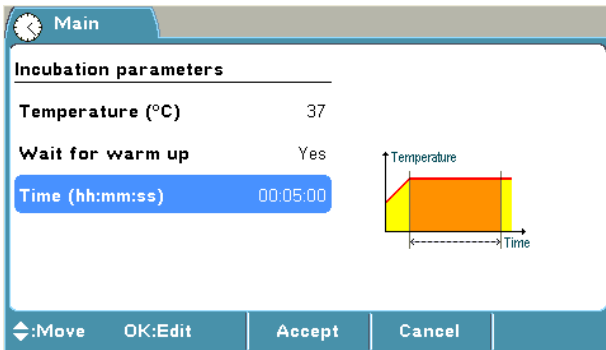 Main
Incubation parameters
Temperature (°C) 37
Wait for warm up Yes
Time (hh:mm:ss) 00:05:00
Temperature
Time
:Move OK:Edit Accept Cancel